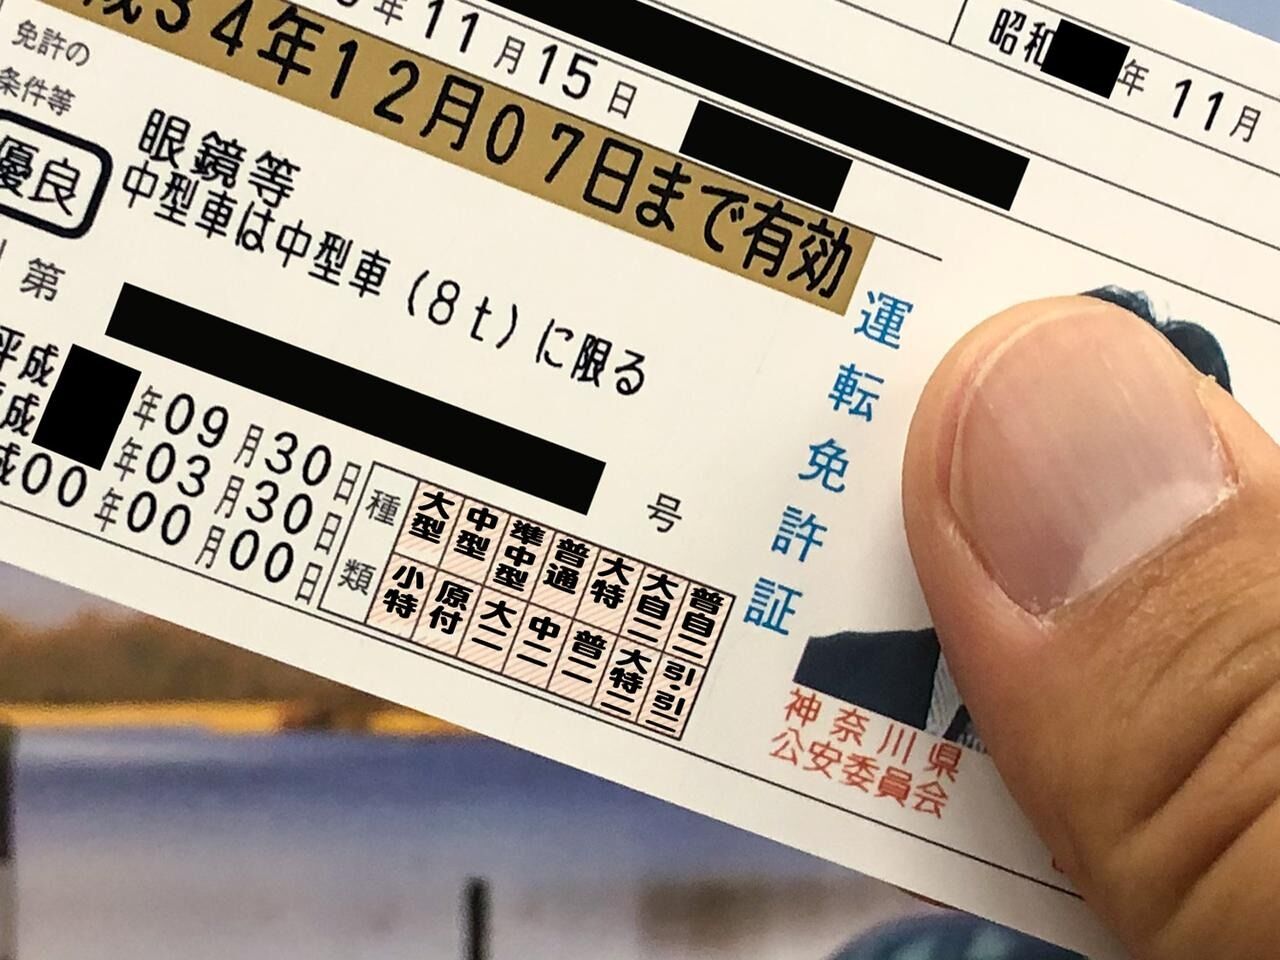 昭和 年11月
年11月15日
成34年12月07日まで有効
免許の
条件等
眼鏡等
中型車は中型車(8t)に限る
優良
第 号
平成 年09月30日
成 年03月30日
成00年00月00日
種類
大型 中型 準中型 普通 大特 大自二 普自二
小特 原付 大二 中二 普二 大特二 引・引二
運転免許証
神奈川県
公安委員会